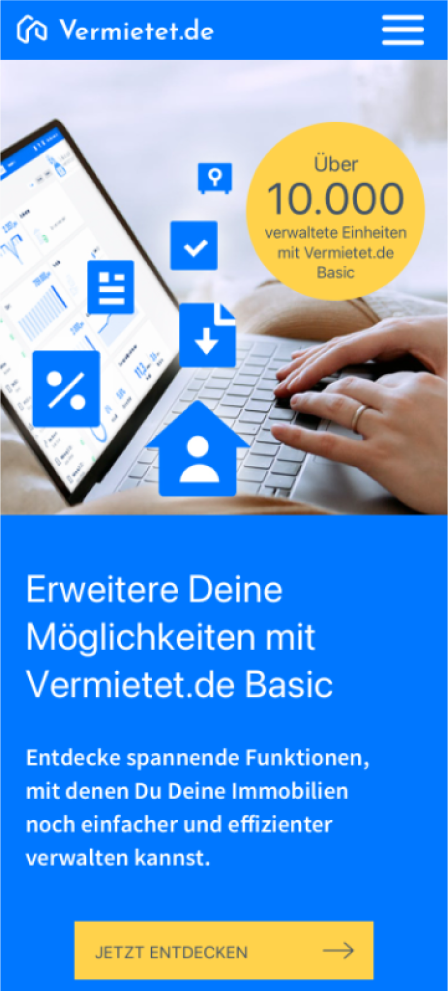 Vermietet.de
Über
10.000
verwaltete Einheiten
mit Vermietet.de
Basic
Erweitere Deine
Möglichkeiten mit
Vermietet.de Basic
Entdecke spannende Funktionen,
mit denen Du Deine Immobilien
noch einfacher und effizienter
verwalten kannst.
JETZT ENTDECKEN